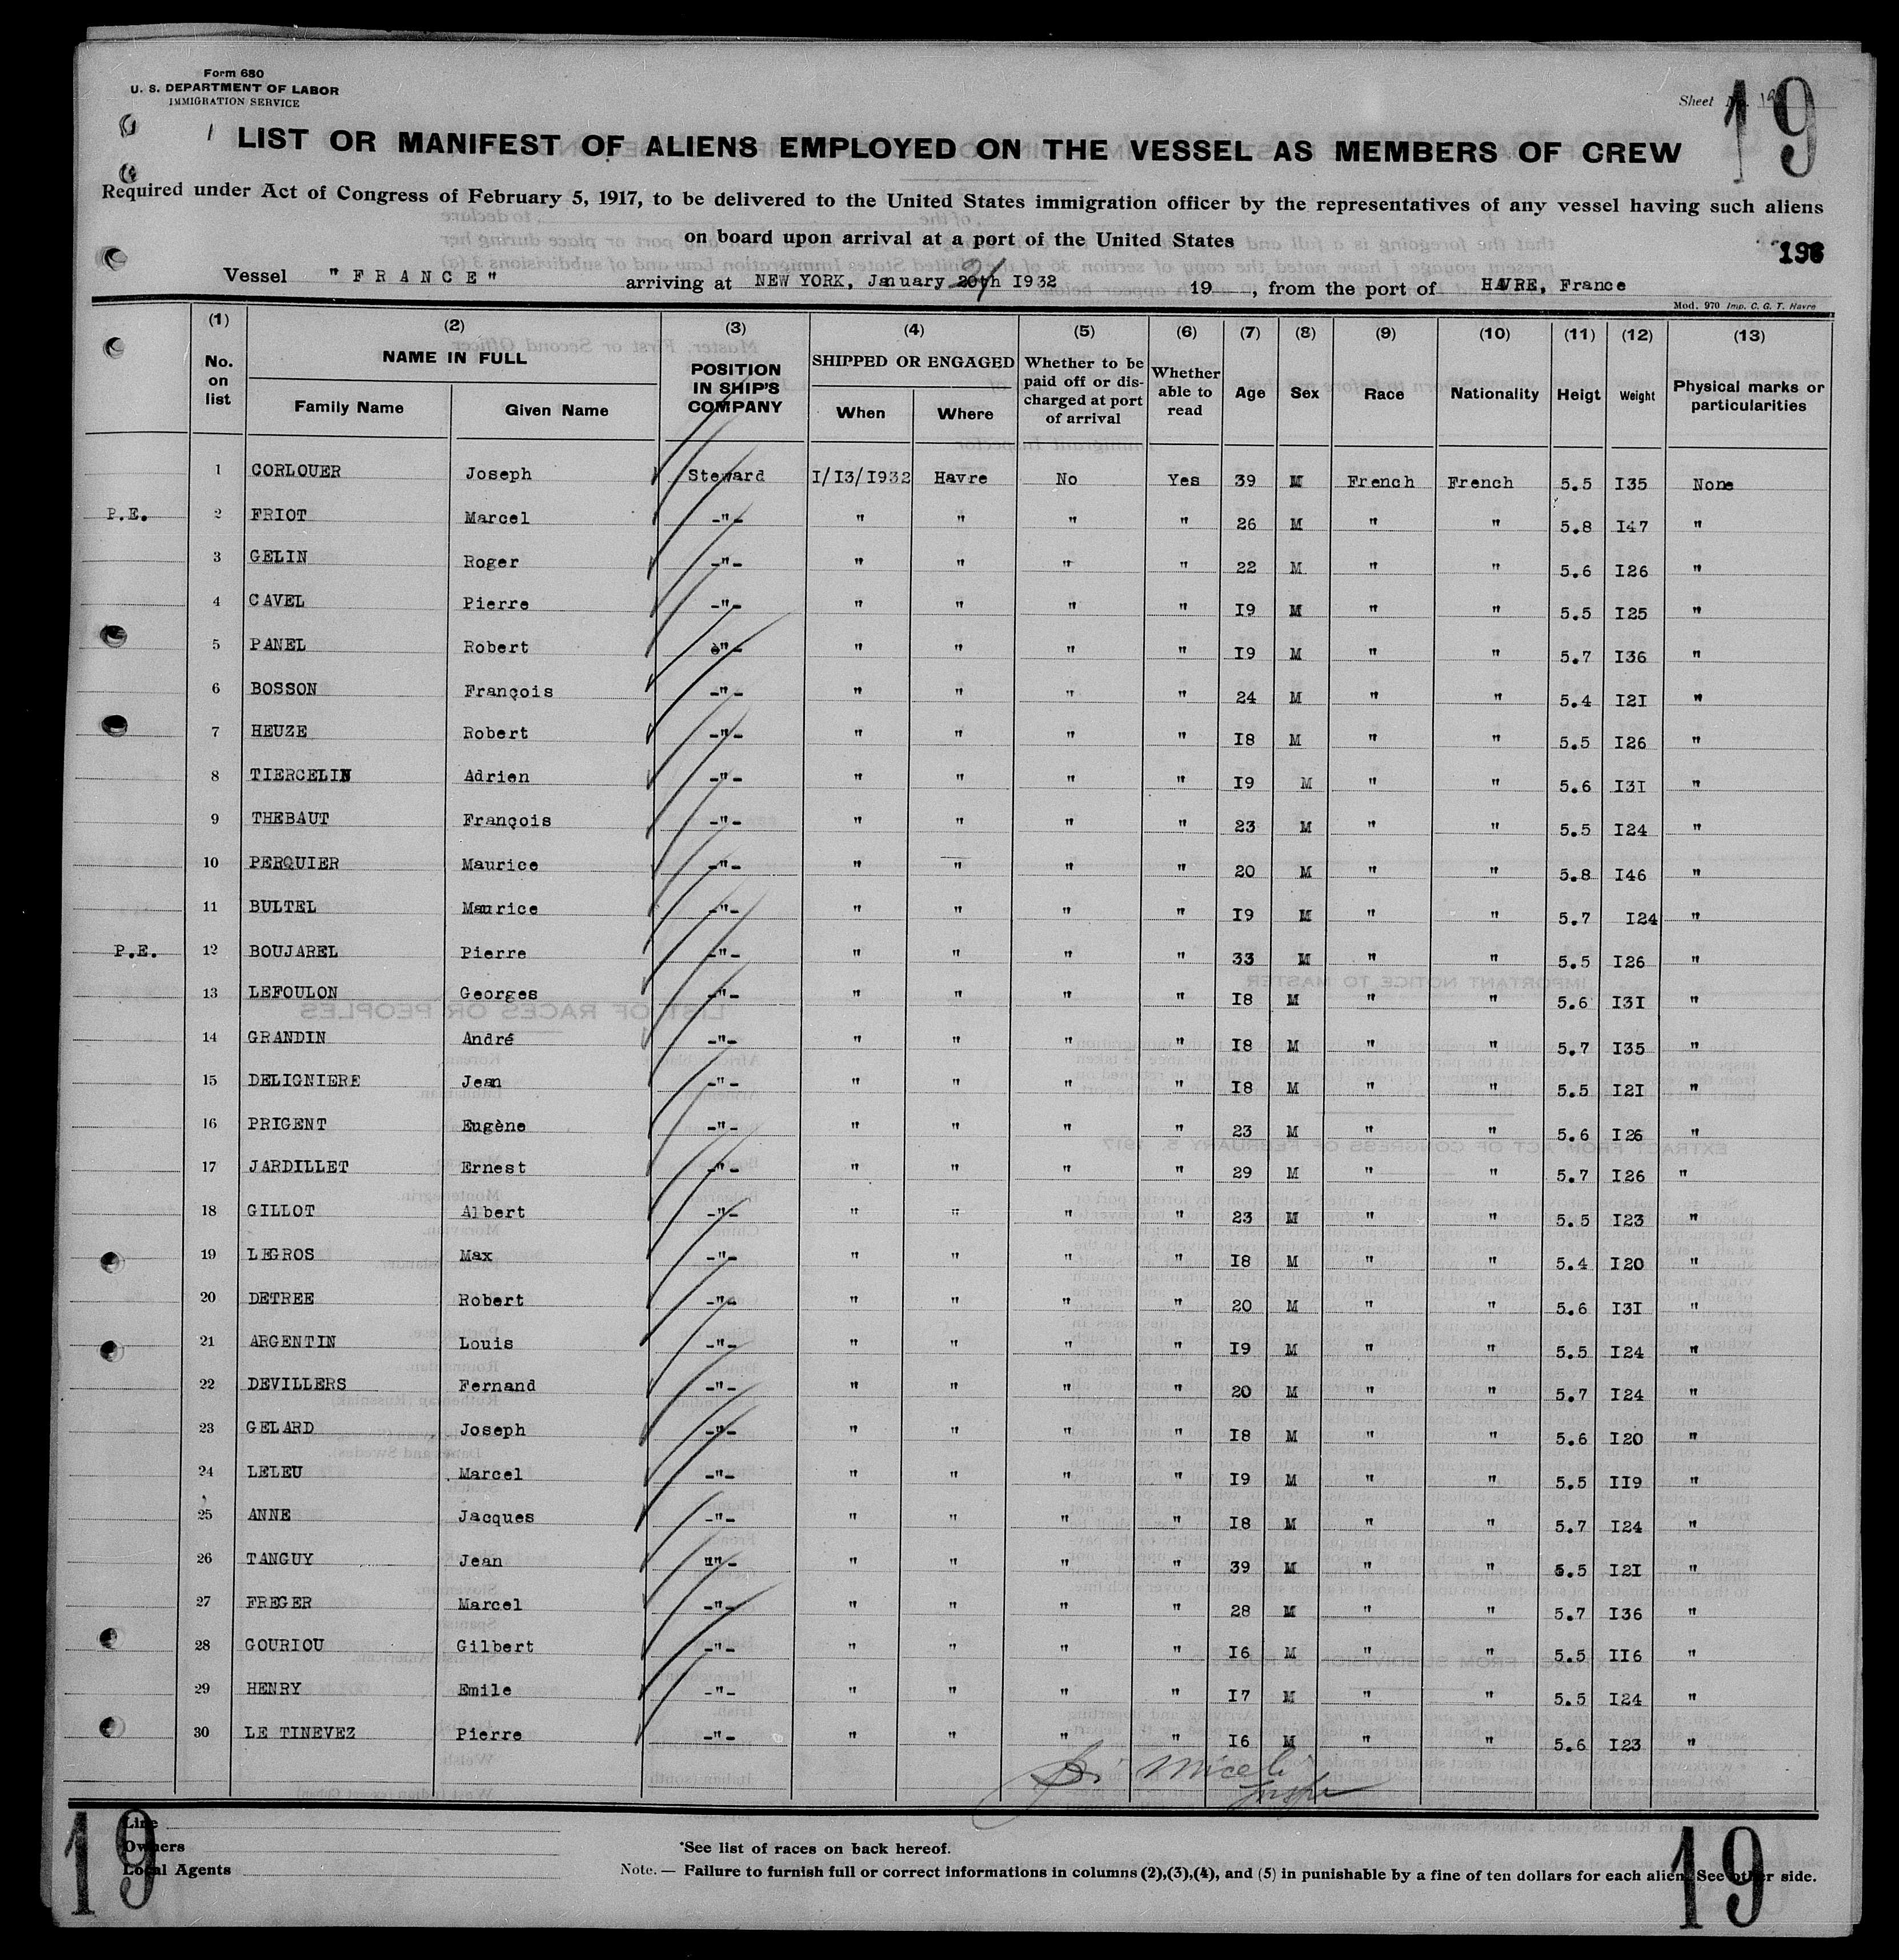 Form 680
U. S. DEPARTMENT OF LABOR
IMMIGRATION SERVICE
Sheet
19
LIST OR MANIFEST OF ALIENS EMPLOYED ON THE VESSEL AS MEMBERS OF CREW
Required under Act of Congress of February 5, 1917, to be delivered to the United States immigration officer by the representatives of any vessel having such aliens
on board upon arrival at a port of the United States
196
Vessel "FRANCE" arriving at NEW YORK, January 20th 1932 19 , from the port of HAVRE, France
Mod. 970 Imp. C. G. T. Havre
(1) (2) (3) (4) (5) (6) (7) (8) (9) (10) (11) (12) (13)
No. on list NAME IN FULL Family Name Given Name POSITION IN SHIP'S COMPANY SHIPPED OR ENGAGED When Where Whether to be paid off or discharged at port of arrival Whether able to read Age Sex Race Nationality Heigt Weight Physical marks or particularities
1 CORLOUER Joseph Steward I/I3/I932 Havre No Yes 39 M French French 5.5 I35 None
P.E. 2 FRIOT Marcel -"- " " " " 26 M " " 5.8 I47 "
3 GELIN Roger -"- " " " " 22 M " " 5.6 I26 "
4 CAVEL Pierre -"- " " " " I9 M " " 5.5 I25 "
5 PANEL Robert -"- " " " " I9 M " " 5.7 I36 "
6 BOSSON François -"- " " " " 24 M " " 5.4 I2I "
7 HEUZE Robert -"- " " " " I8 M " " 5.5 I26 "
8 TIERCELIN Adrien -"- " " " " I9 M " " 5.6 I3I "
9 THEBAUT François -"- " " " " 23 M " " 5.5 I24 "
10 PERQUIER Maurice -"- " " " " 20 M " " 5.8 I46 "
11 BULTEL Maurice -"- " " " " I9 M " " 5.7 I24 "
P.E. 12 BOUJAREL Pierre -"- " " " " 33 M " " 5.5 I26 "
13 LEFOULON Georges -"- " " " " I8 M " " 5.6 I3I "
14 GRANDIN André -"- " " " " I8 M " " 5.7 I35 "
15 DELIGNIERE Jean -"- " " " " I8 M " " 5.5 I2I "
16 PRIGENT Eugène -"- " " " " 23 M " " 5.6 I26 "
17 JARDILLET Ernest -"- " " " " 29 M " " 5.7 I26 "
18 GILLOT Albert -"- " " " " 23 M " " 5.5 I23 "
19 LEGROS Max -"- " " " " I8 M " " 5.4 I20 "
20 DETREE Robert -"- " " " " 20 M " " 5.6 I3I "
21 ARGENTIN Louis -"- " " " " I9 M " " 5.5 I24 "
22 DEVILLERS Fernand -"- " " " " 20 M " " 5.7 I24 "
23 GELARD Joseph -"- " " " " I8 M " " 5.6 I20 "
24 LELEU Marcel -"- " " " " I9 M " " 5.5 II9 "
25 ANNE Jacques -"- " " " " I8 M " " 5.7 I24 "
26 TANGUY Jean ""- " " " " 39 M " " 5.5 I2I "
27 FREGER Marcel -"- " " " " 28 M " " 5.7 I36 "
28 GOURIOU Gilbert -"- " " " " I6 M " " 5.5 II6 "
29 HENRY Emile -"- " " " " I7 M " " 5.5 I24 "
30 LE TINEVEZ Pierre -"- " " " " I6 M " " 5.6 I23 "
Line
Owners
Local Agents
19
*See list of races on back hereof.
Note. — Failure to furnish full or correct informations in columns (2),(3),(4), and (5) in punishable by a fine of ten dollars for each alien. See other side.
19